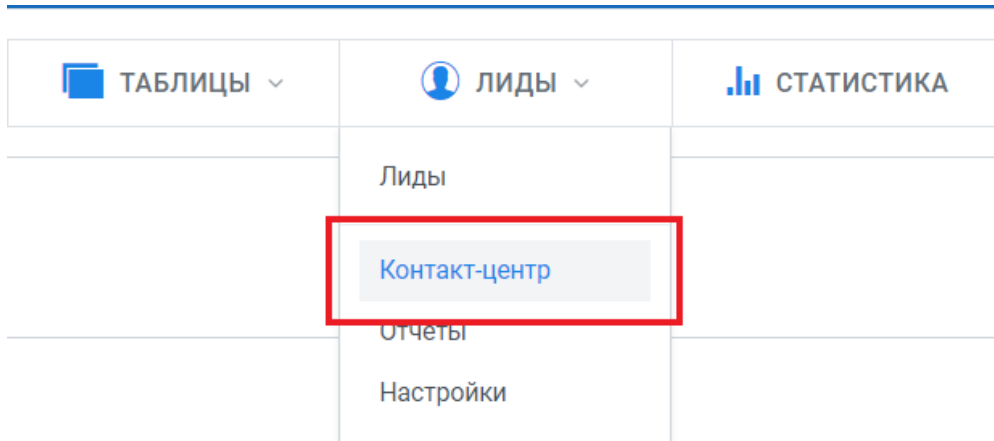 ТАБЛИЦЫ ЛИДЫ СТАТИСТИКА
Лиды
Контакт-центр
Отчеты
Настройки